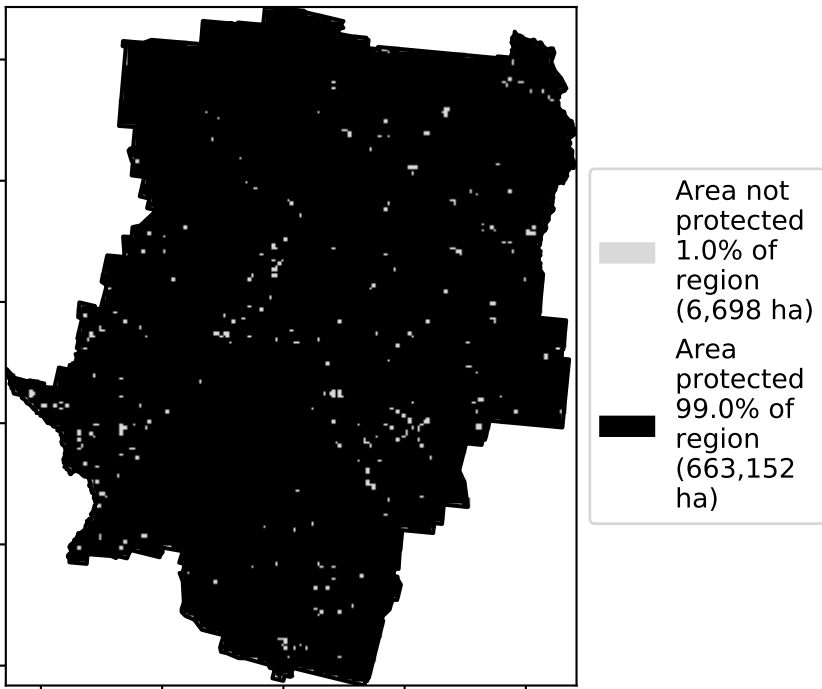 Area not
protected
1.0% of
region
(6,698 ha)
Area
protected
99.0% of
region
(663,152
ha)